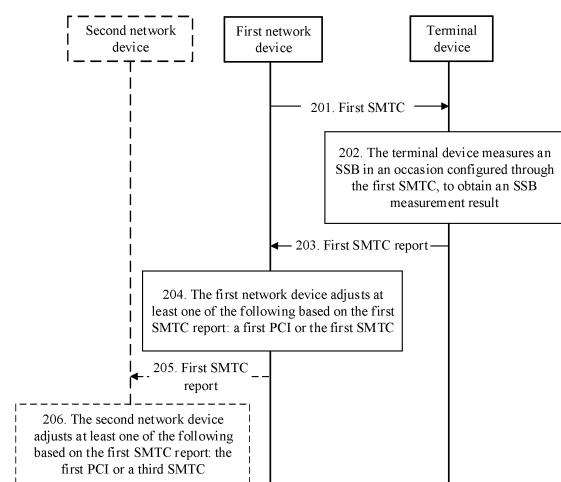 Second network
device
First network
device
Terminal
device
201. First SMTC
202. The terminal device measures an
SSB in an occasion configured through
the first SMTC, to obtain an SSB
measurement result
203. First SMTC report
204. The first network device adjusts at
least one of the following based on the first
SMTC report: a first PCI or the first SMTC
205. First SMTC
report
206. The second network device
adjusts at least one of the following
based on the first SMTC report: the
first PCI or a third SMTC